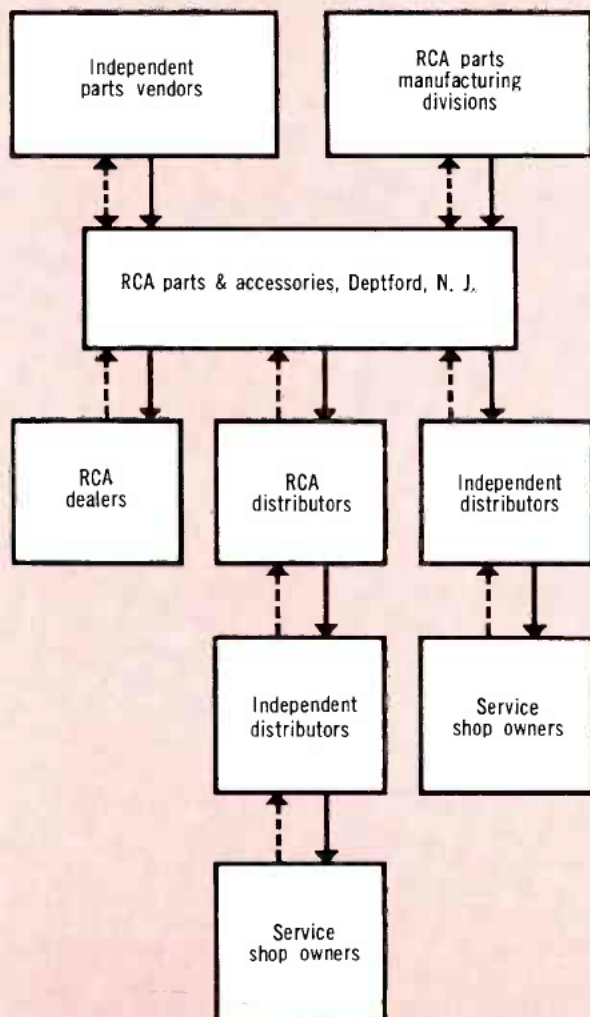 Independent
parts vendors
RCA parts
manufacturing
divisions
RCA parts & accessories, Deptford, N. J.
RCA
dealers
RCA
distributors
Independent
distributors
Independent
distributors
Service
shop owners
Service
shop owners